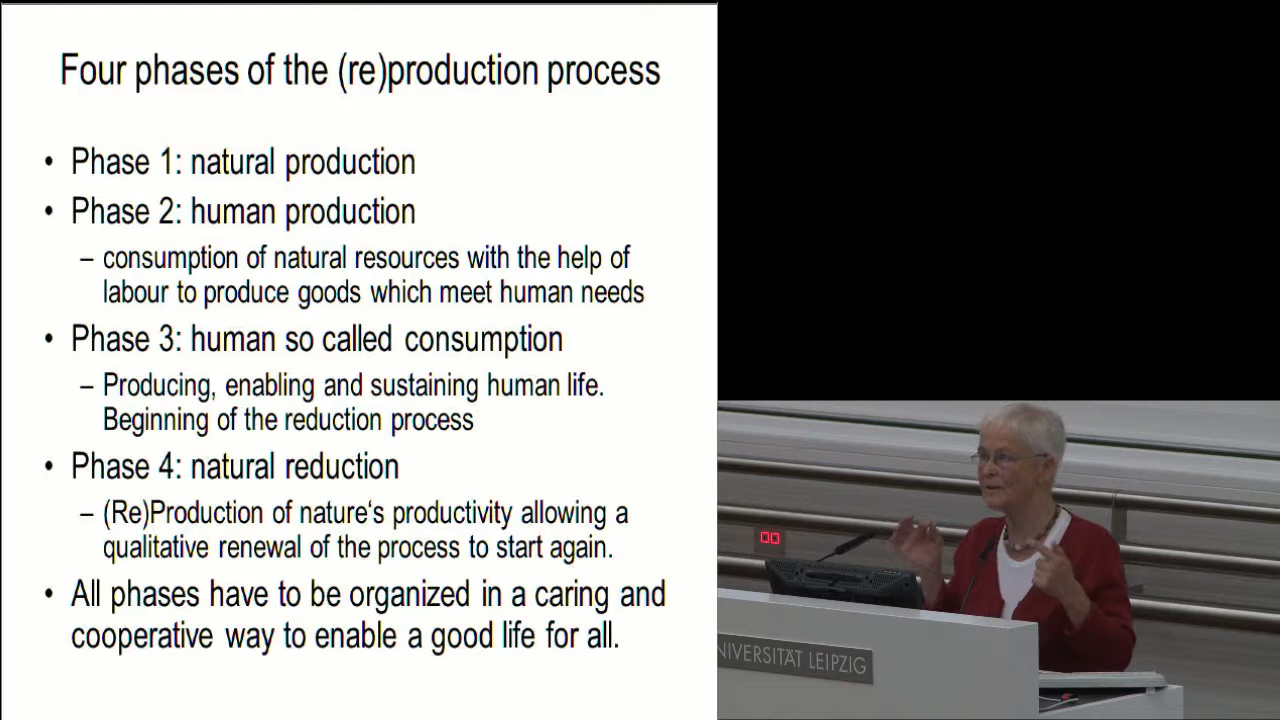 Four phases of the (re)production process
• Phase 1: natural production
• Phase 2: human production
– consumption of natural resources with the help of
labour to produce goods which meet human needs
• Phase 3: human so called consumption
– Producing, enabling and sustaining human life.
Beginning of the reduction process
• Phase 4: natural reduction
– (Re)Production of nature‘s productivity allowing a
qualitative renewal of the process to start again.
• All phases have to be organized in a caring and
cooperative way to enable a good life for all.
00
NIVERSITÄT LEIPZIG